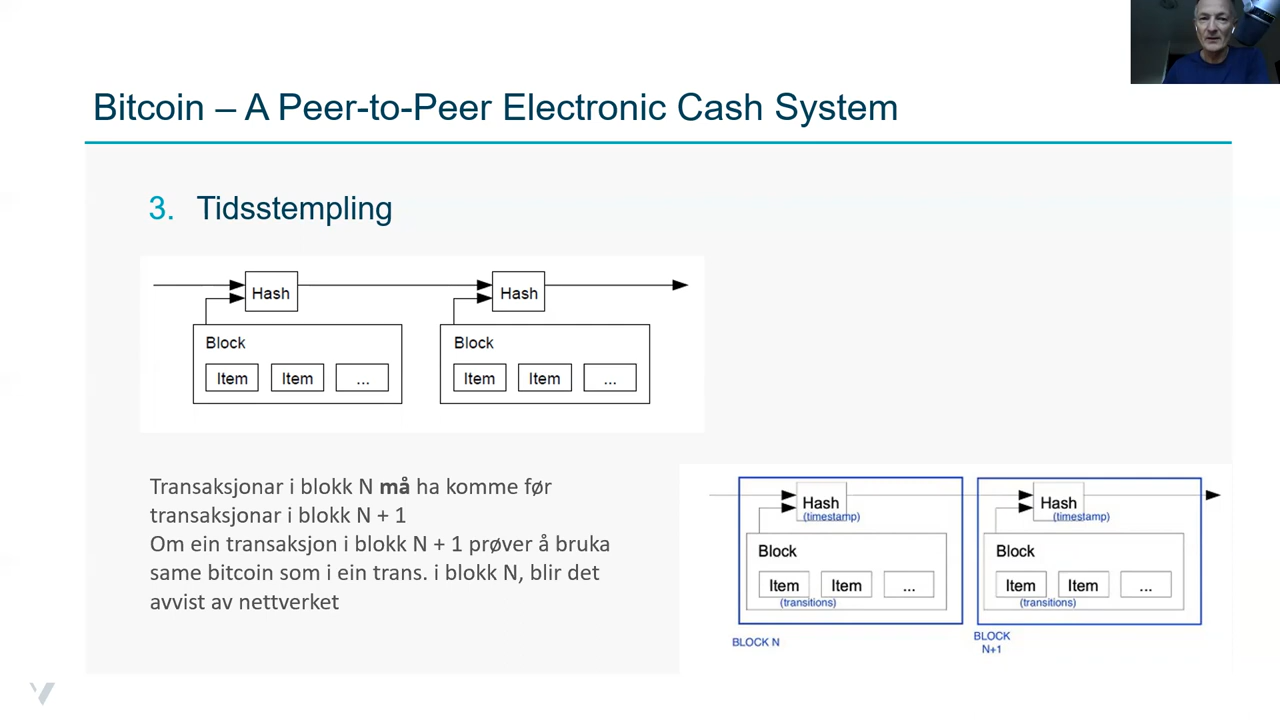 Bitcoin – A Peer-to-Peer Electronic Cash System
3. Tidsstempling
Hash
Hash
Block
Block
Item Item ...
Item Item ...
Transaksjonar i blokk N må ha komme før
transaksjonar i blokk N + 1
Om ein transaksjon i blokk N + 1 prøver å bruka
same bitcoin som i ein trans. i blokk N, blir det
avvist av nettverket
Hash
(timestamp)
Hash
(timestamp)
Block
Block
Item Item ...
(transitions)
Item Item ...
(transitions)
BLOCK N
BLOCK
N+1